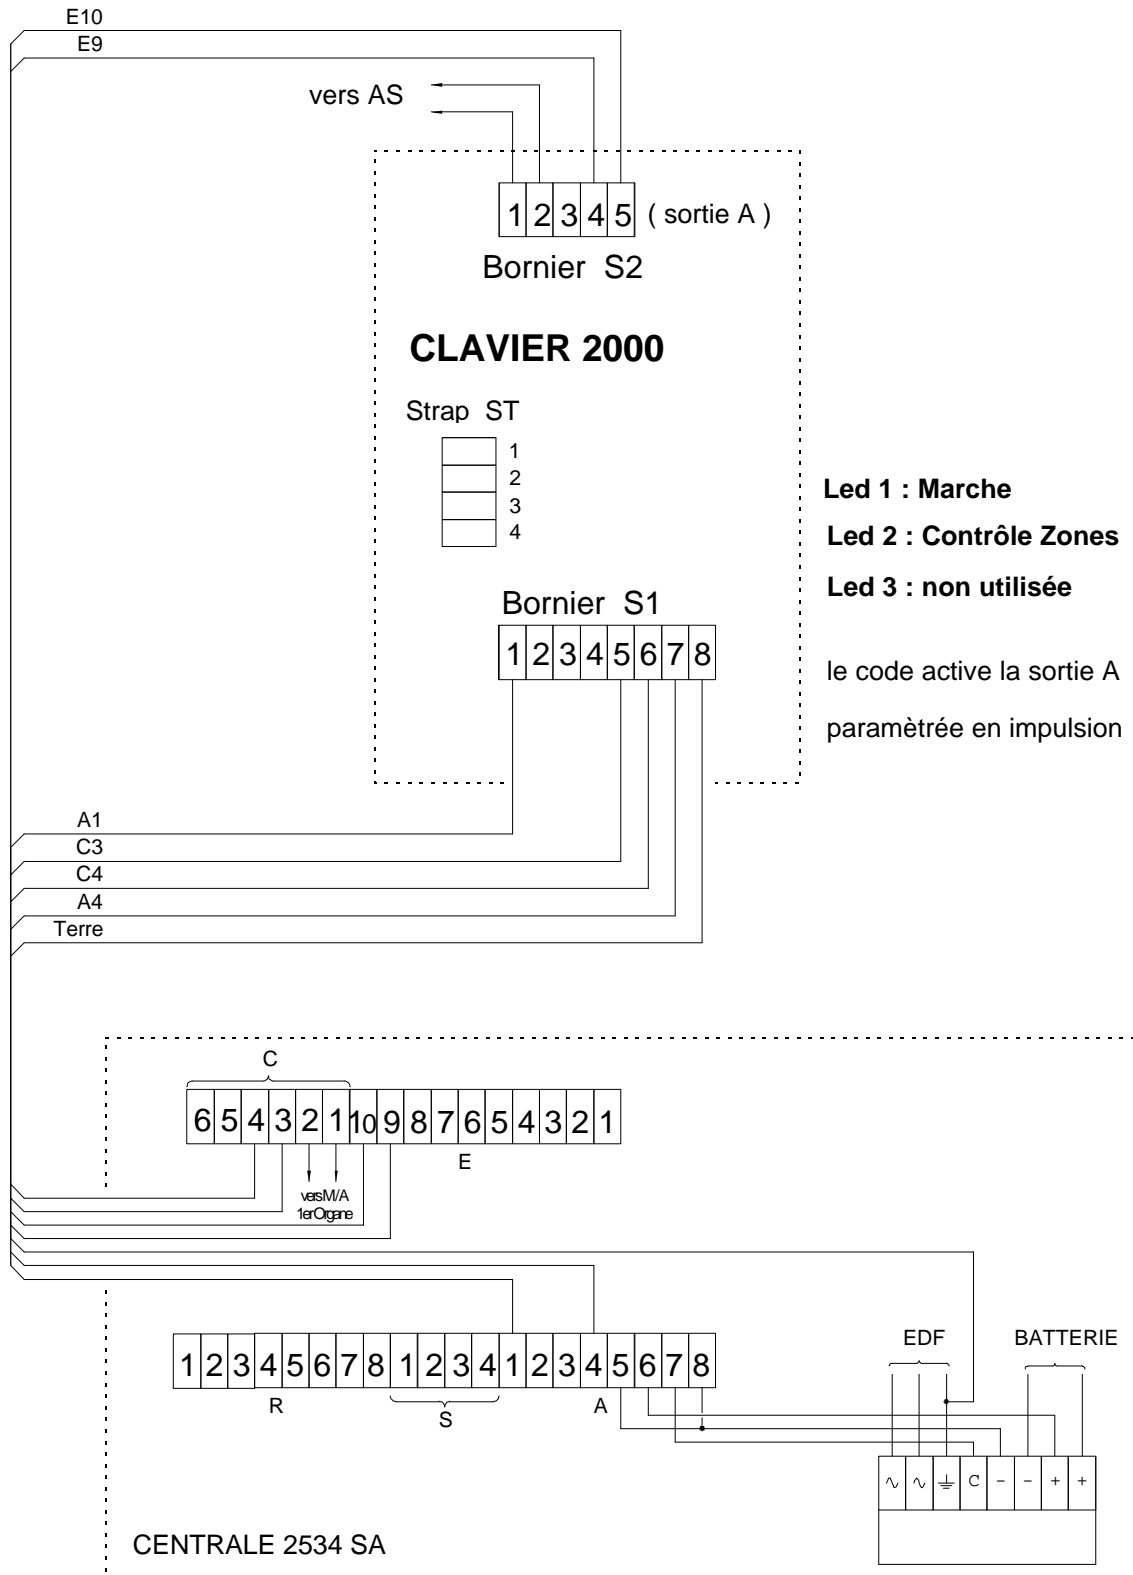 E10
E9
vers AS
1 2 3 4 5 ( sortie A )
Bornier S2
CLAVIER 2000
Strap ST
1
2
3
4
Led 1 : Marche
Led 2 : Contrôle Zones
Led 3 : non utilisée
Bornier S1
1 2 3 4 5 6 7 8
le code active la sortie A
paramètrée en impulsion
A1
C3
C4
A4
Terre
C
6 5 4 3 2 1 10 9 8 7 6 5 4 3 2 1
E
vers M/A
1er Organe
EDF
BATTERIE
1 2 3 4 5 6 7 8 1 2 3 4 1 2 3 4 5 6 7 8
R
S
A
∿ ∿ ⏚ C - - + +
CENTRALE 2534 SA